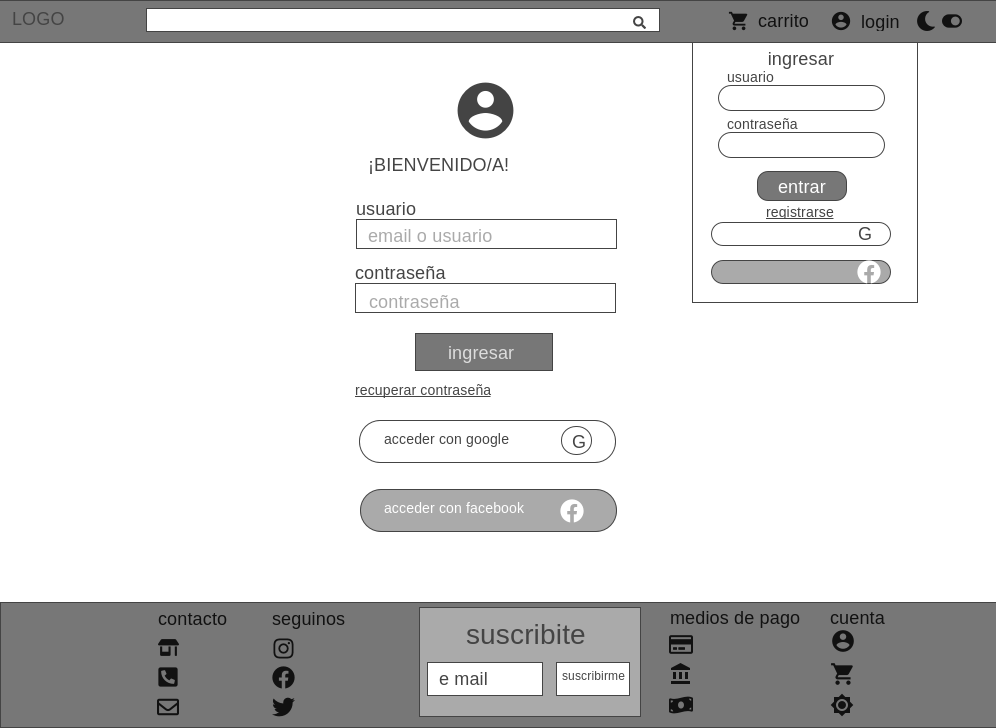 LOGO
carrito
login
ingresar
usuario
contraseña
entrar
registrarse
G
¡BIENVENIDO/A!
usuario
email o usuario
contraseña
contraseña
ingresar
recuperar contraseña
acceder con google
G
acceder con facebook
contacto
seguinos
suscribite
e mail
suscribirme
medios de pago
cuenta